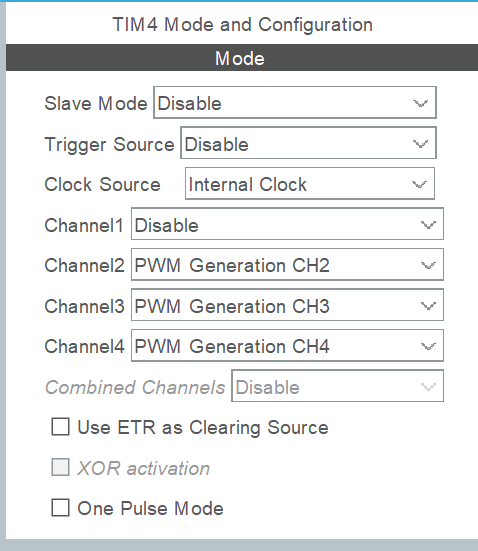 TIM4 Mode and Configuration
Mode
Slave Mode Disable
Trigger Source Disable
Clock Source Internal Clock
Channel1 Disable
Channel2 PWM Generation CH2
Channel3 PWM Generation CH3
Channel4 PWM Generation CH4
Combined Channels Disable
Use ETR as Clearing Source
XOR activation
One Pulse Mode